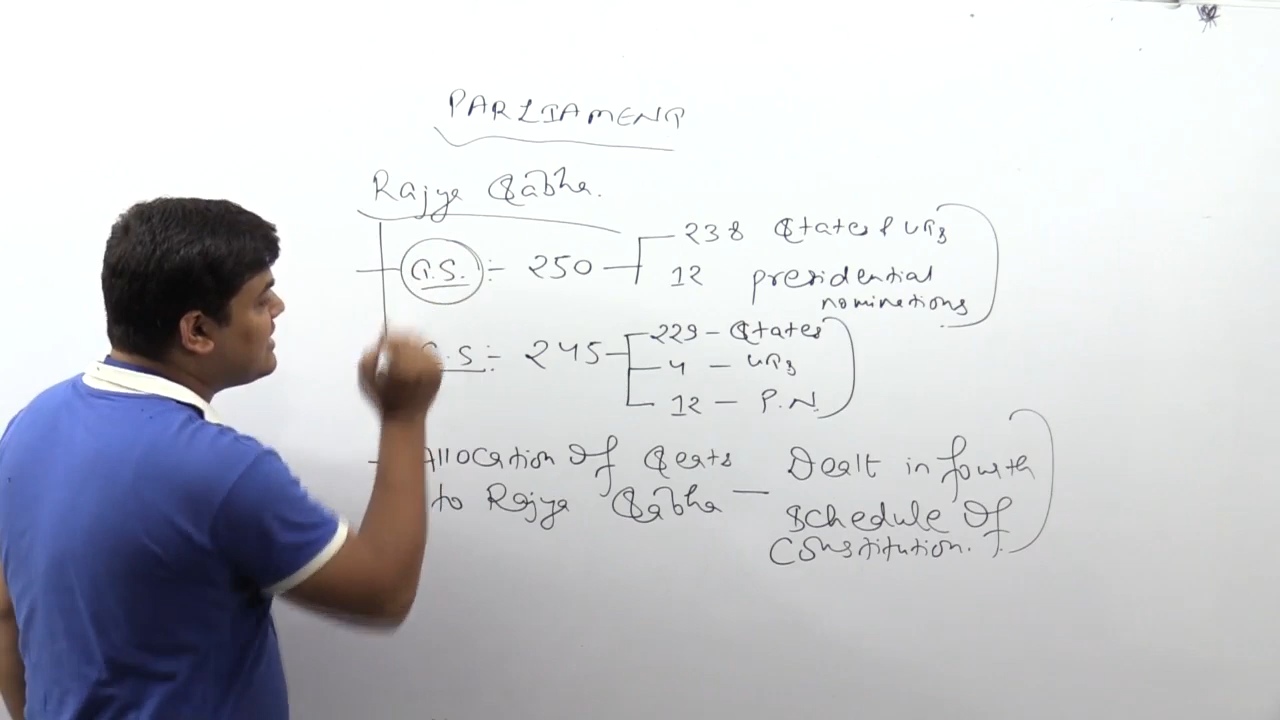 PARLIAMENT
Rajya Sabha.
A.S. :- 250
238 States & UTs
12 presidential
nominations
.S :- 245
229 - States
4 - UTs
12 - P.N.
Allocation Of Seats
to Rajya Sabha — Dealt in fourth
Schedule Of
Constitution.